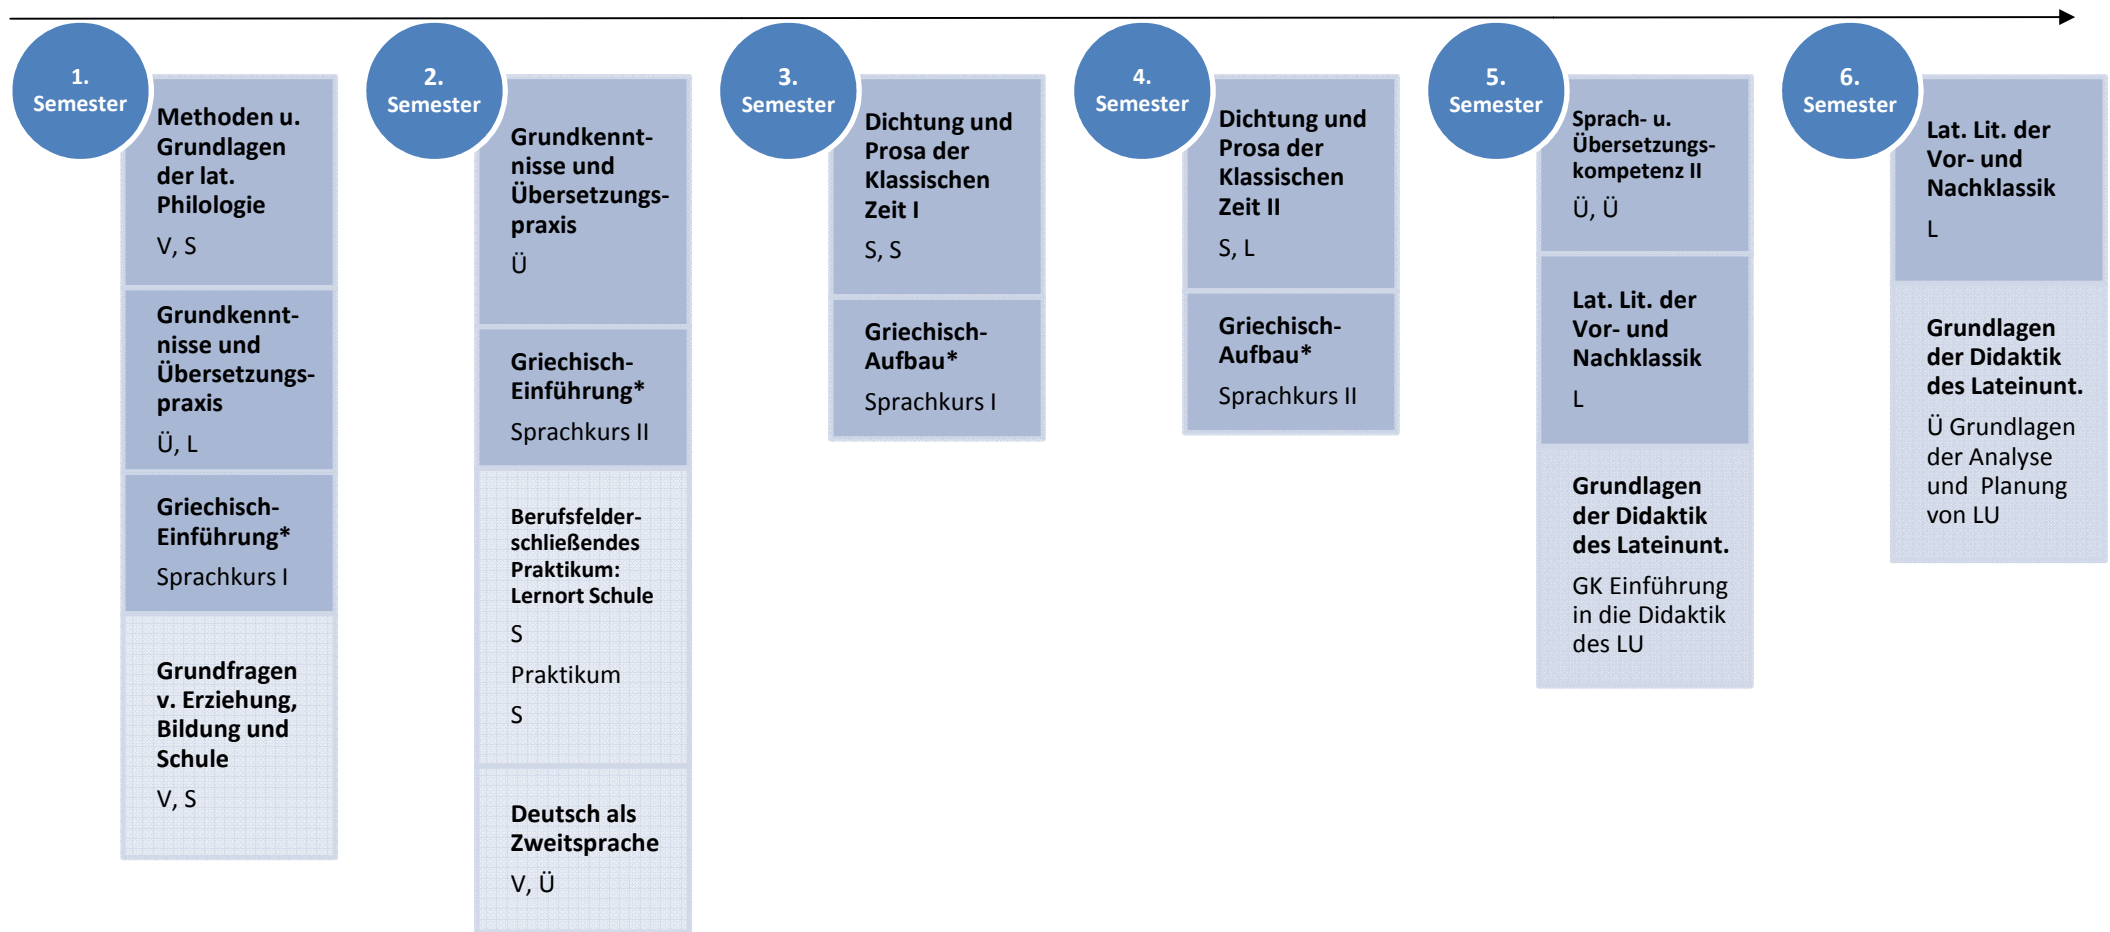 1.
Semester
Methoden u.
Grundlagen
der lat.
Philologie
V, S
Grundkennt-
nisse und
Übersetzungs-
praxis
Ü, L
Griechisch-
Einführung*
Sprachkurs I
Grundfragen
v. Erziehung,
Bildung und
Schule
V, S
2.
Semester
Grundkennt-
nisse und
Übersetzungs-
praxis
Ü
Griechisch-
Einführung*
Sprachkurs II
Berufsfelder-
schließendes
Praktikum:
Lernort Schule
S
Praktikum
S
Deutsch als
Zweitsprache
V, Ü
3.
Semester
Dichtung und
Prosa der
Klassischen
Zeit I
S, S
Griechisch-
Aufbau*
Sprachkurs I
4.
Semester
Dichtung und
Prosa der
Klassischen
Zeit II
S, L
Griechisch-
Aufbau*
Sprachkurs II
5.
Semester
Sprach- u.
Übersetzungs-
kompetenz II
Ü, Ü
Lat. Lit. der
Vor- und
Nachklassik
L
Grundlagen
der Didaktik
des Lateinunt.
GK Einführung
in die Didaktik
des LU
6.
Semester
Lat. Lit. der
Vor- und
Nachklassik
L
Grundlagen
der Didaktik
des Lateinunt.
Ü Grundlagen
der Analyse
und Planung
von LU